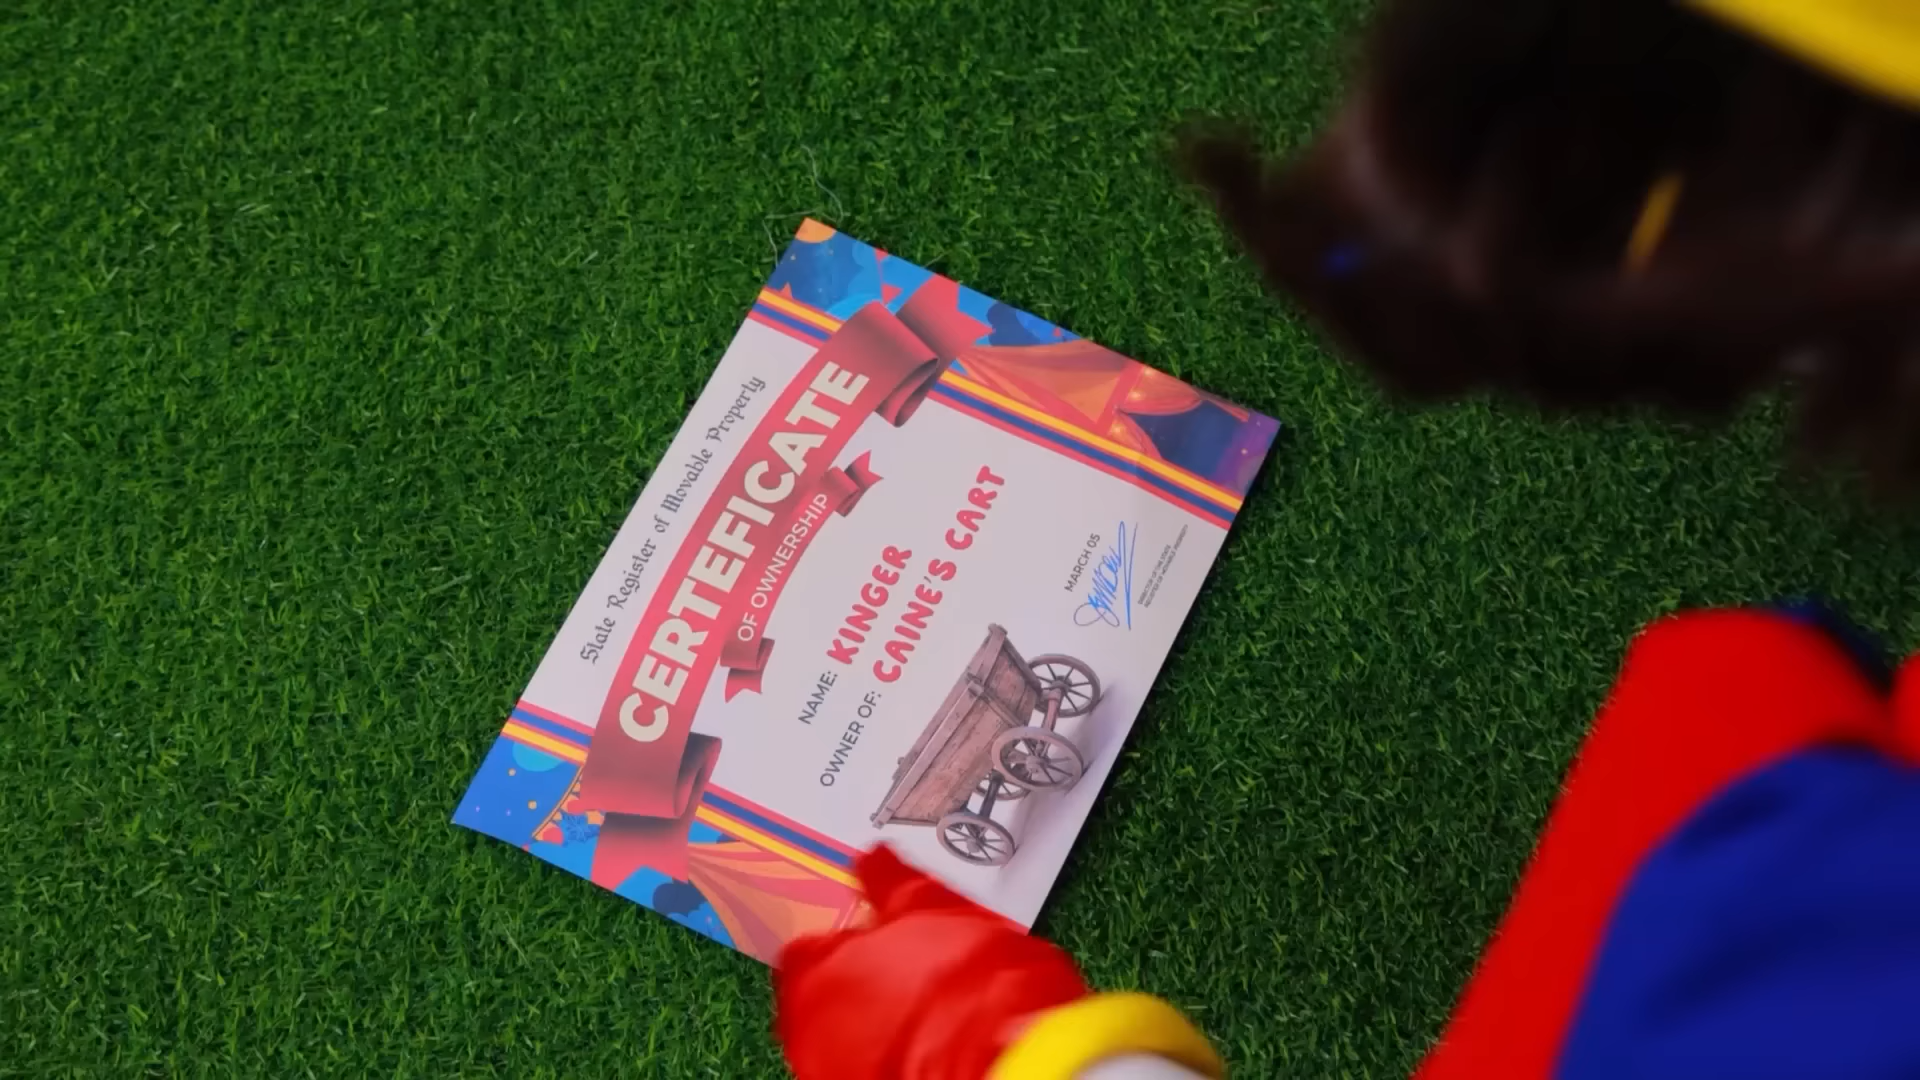 State Register of Movable Property
CERTEFICATE
OF OWNERSHIP
NAME: KINGER
OWNER OF: CAINE'S CART
MARCH 05